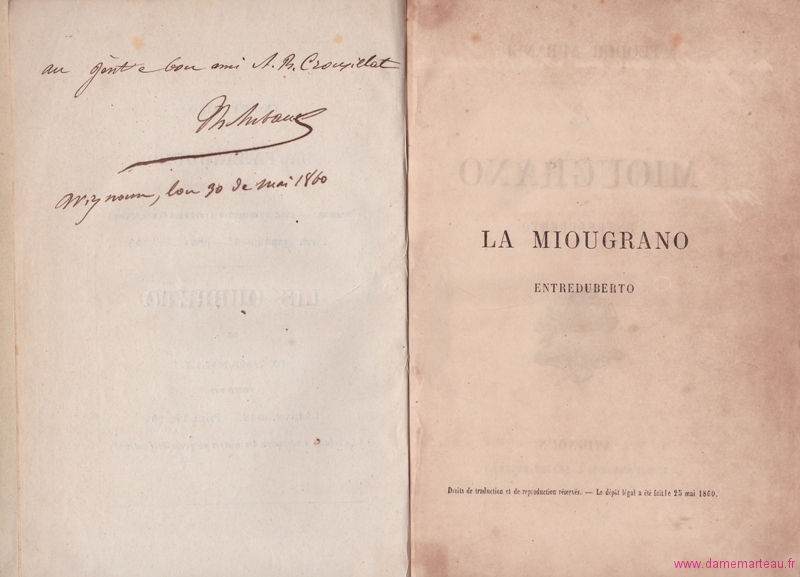 au gènt e bon ami A. B. Crousillat
Th Aubanel
Avignoun, lou 30 de mai 1860
LA MIOUGRANO
ENTREDUBERTO
Droits de traduction et de reproduction réservés. — Le dépôt légal a été fait le 25 mai 1860.
www.damemarteau.fr